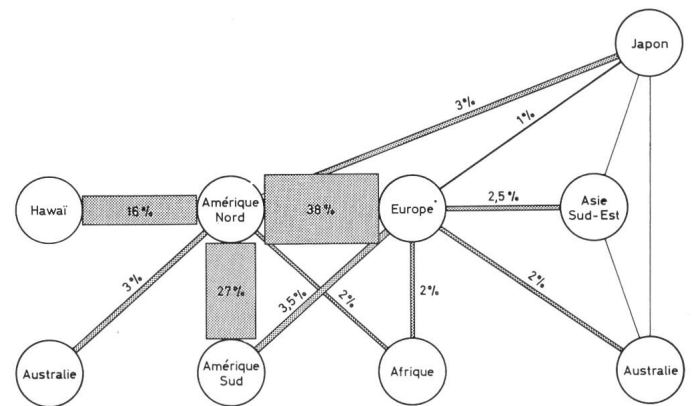 Japon
3%
1%
Hawaï
16%
Amérique
Nord
38%
Europe
2,5%
Asie
Sud-Est
3%
27%
3,5%
2%
2%
2%
Australie
Amérique
Sud
Afrique
Australie